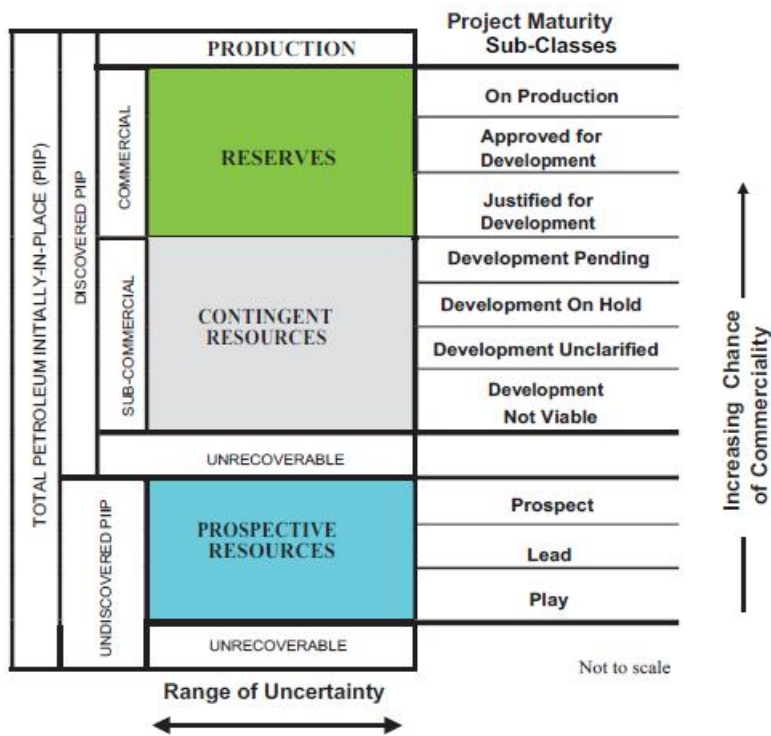 Project Maturity
Sub-Classes
PRODUCTION
TOTAL PETROLEUM INITIALLY-IN-PLACE (PIIP)
DISCOVERED PIIP
COMMERCIAL
RESERVES
On Production
Approved for
Development
Justified for
Development
SUB-COMMERCIAL
CONTINGENT
RESOURCES
Development Pending
Development On Hold
Development Unclarified
Development
Not Viable
UNRECOVERABLE
UNDISCOVERED PIIP
PROSPECTIVE
RESOURCES
Prospect
Lead
Play
UNRECOVERABLE
Increasing Chance
of Commerciality
Not to scale
Range of Uncertainty